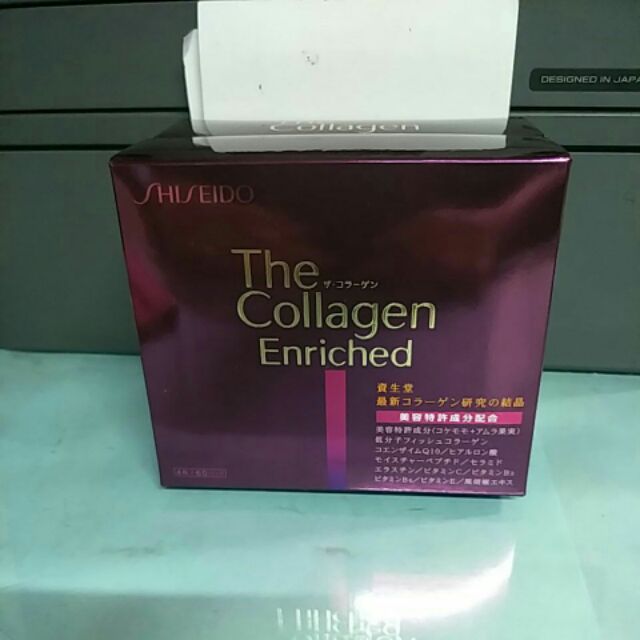 DESIGNED IN JAPA
Collagen
SHISEIDO
The
ザ・コラーゲン
Collagen
Enriched
資生堂
最新コラーゲン研究の結晶
美容特許成分配合
美容特許成分(コケモモ+アムラ果実)
低分子フィッシュコラーゲン
コエンザイムQ10/ヒアルロン酸
モイスチャーペプチド/セラミド
エラスチン/ビタミンC/ビタミンB2
ビタミンB6/ビタミンE/黒胡椒エキス
Enriched